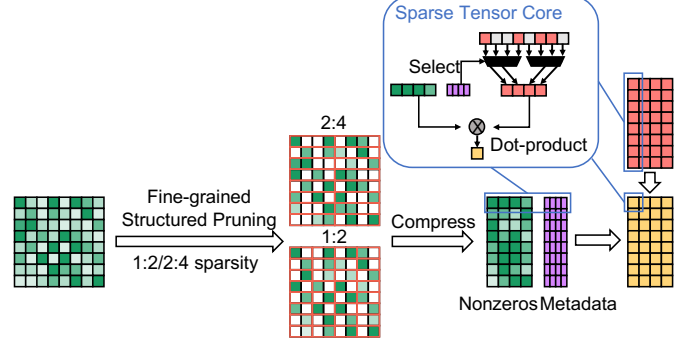 Sparse Tensor Core
Select
X
Dot-product
2:4
Fine-grained
Structured Pruning
1:2/2:4 sparsity
1:2
Compress
Nonzeros Metadata